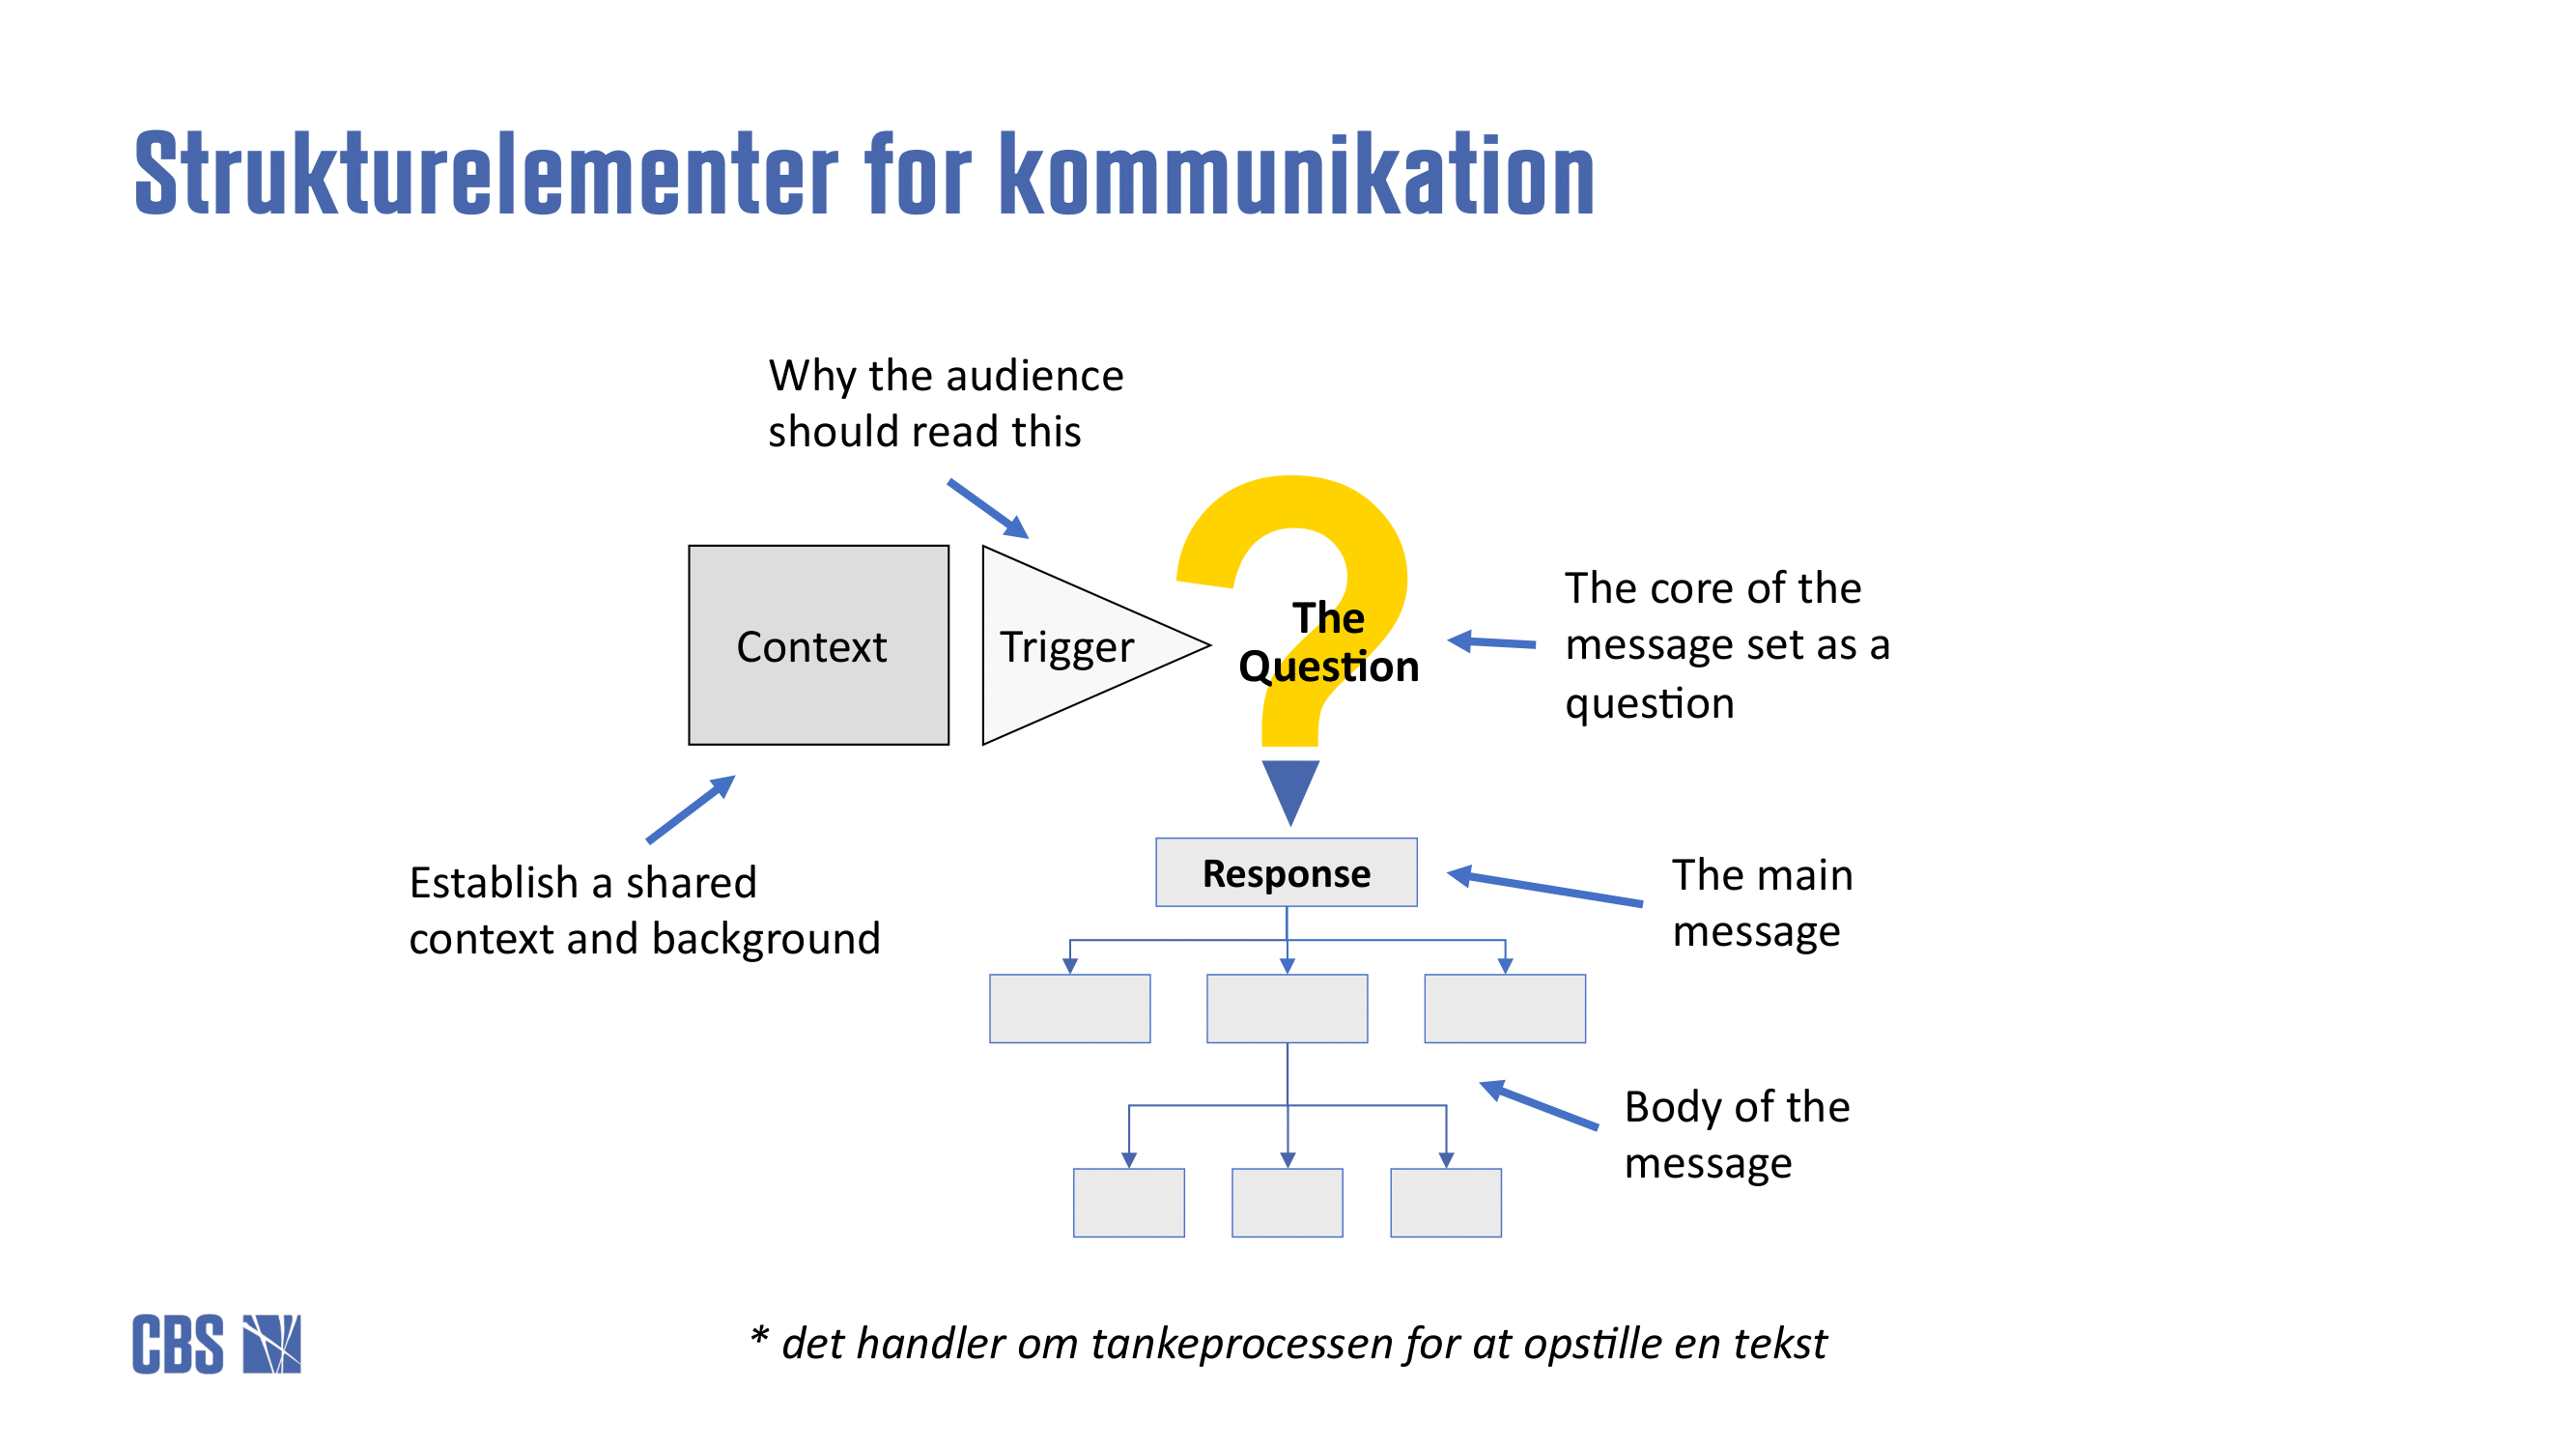 Strukturelementer for kommunikation
Why the audience
should read this
Context
Trigger
The
Question
The core of the
message set as a
question
Establish a shared
context and background
Response
The main
message
Body of the
message
CBS
* det handler om tankeprocessen for at opstille en tekst